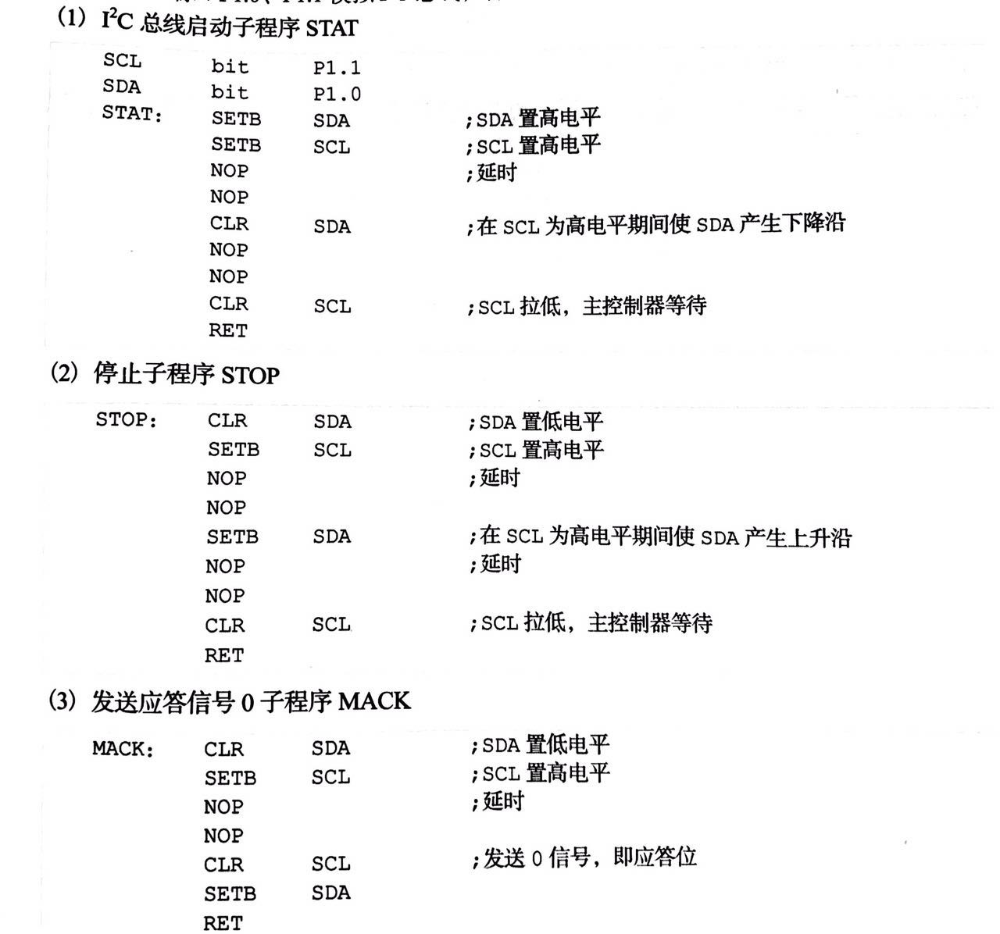 (1) I²C 总线启动子程序 STAT
SCL bit P1.1
SDA bit P1.0
STAT: SETB SDA ;SDA 置高电平
SETB SCL ;SCL 置高电平
NOP ;延时
NOP
CLR SDA ;在 SCL 为高电平期间使 SDA 产生下降沿
NOP
NOP
CLR SCL ;SCL 拉低，主控制器等待
RET
(2) 停止子程序 STOP
STOP: CLR SDA ;SDA 置低电平
SETB SCL ;SCL 置高电平
NOP ;延时
NOP
SETB SDA ;在 SCL 为高电平期间使 SDA 产生上升沿
NOP ;延时
NOP
CLR SCL ;SCL 拉低，主控制器等待
RET
(3) 发送应答信号 0 子程序 MACK
MACK: CLR SDA ;SDA 置低电平
SETB SCL ;SCL 置高电平
NOP ;延时
NOP
CLR SCL ;发送 0 信号，即应答位
SETB SDA
RET